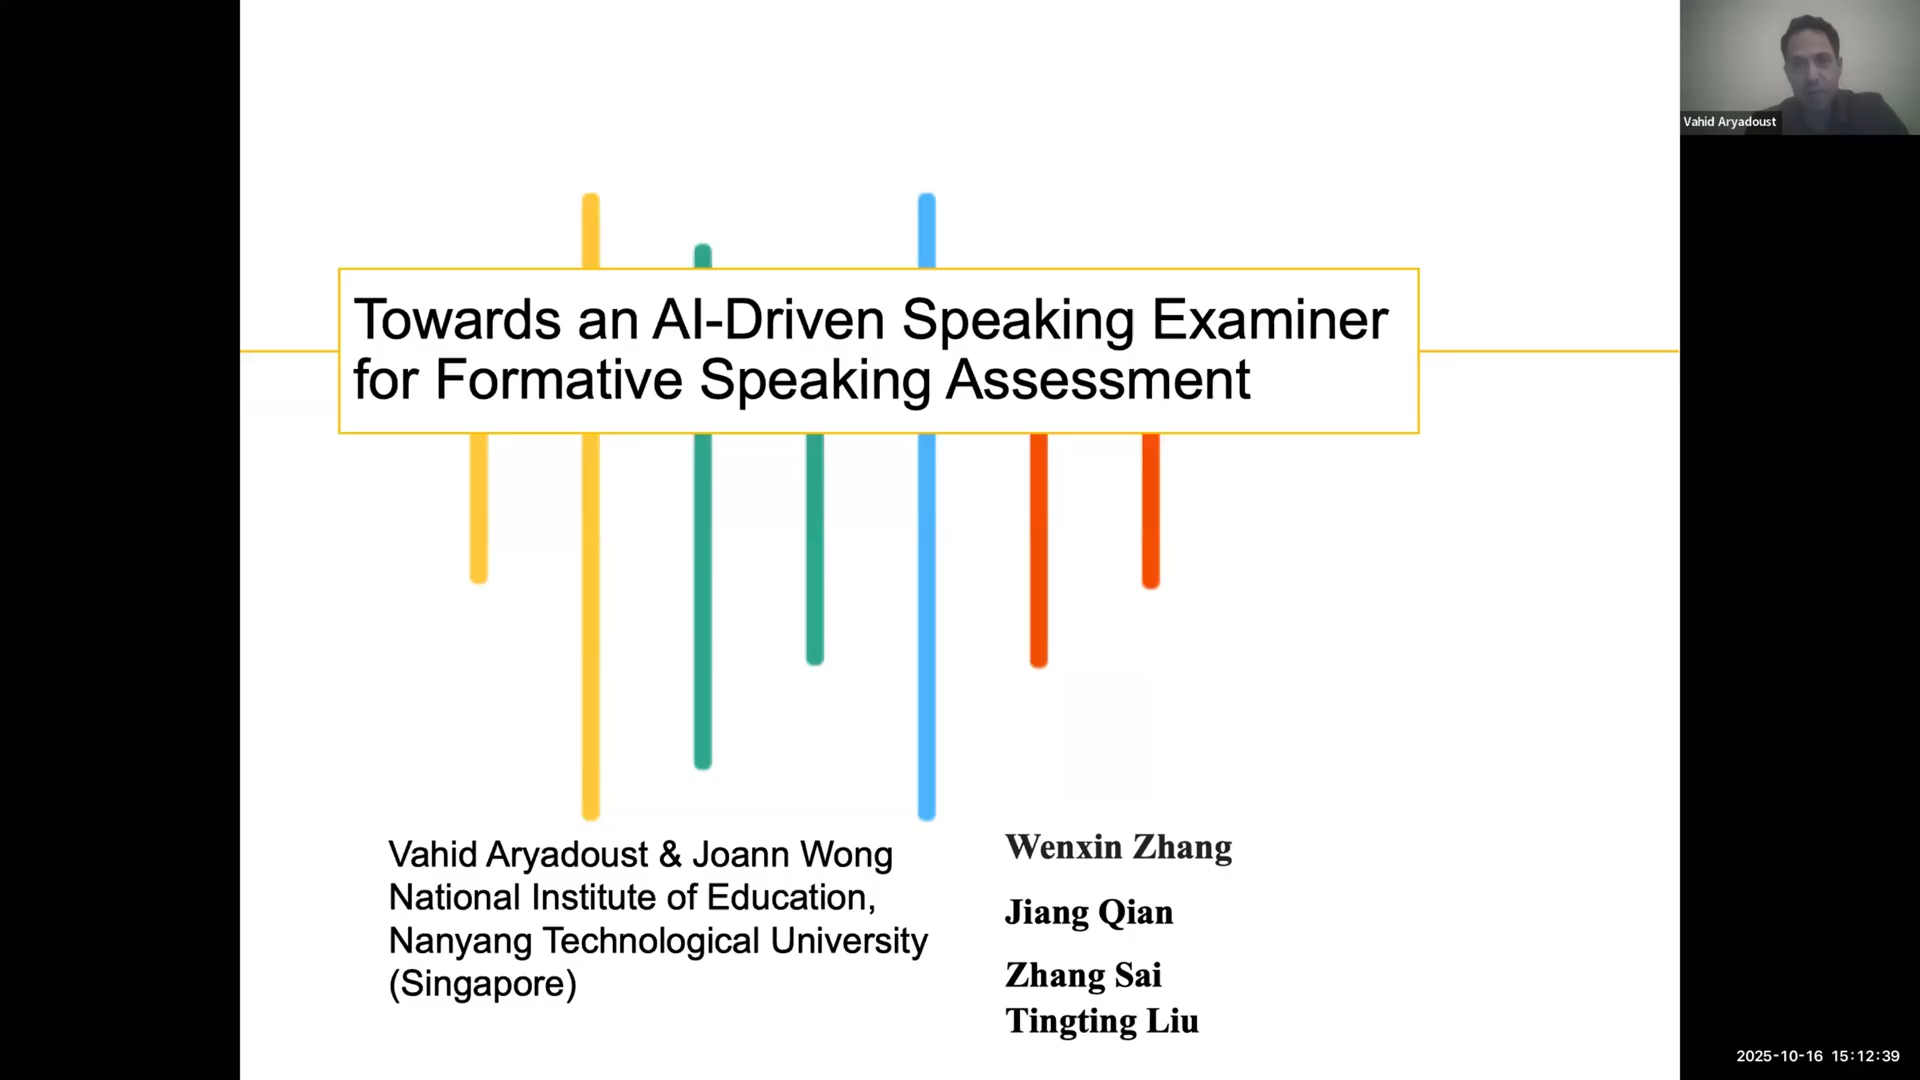 Vahid Aryadoust
Towards an AI-Driven Speaking Examiner
for Formative Speaking Assessment
Vahid Aryadoust & Joann Wong
National Institute of Education,
Nanyang Technological University
(Singapore)
Wenxin Zhang
Jiang Qian
Zhang Sai
Tingting Liu
2025-10-16 15:12:39